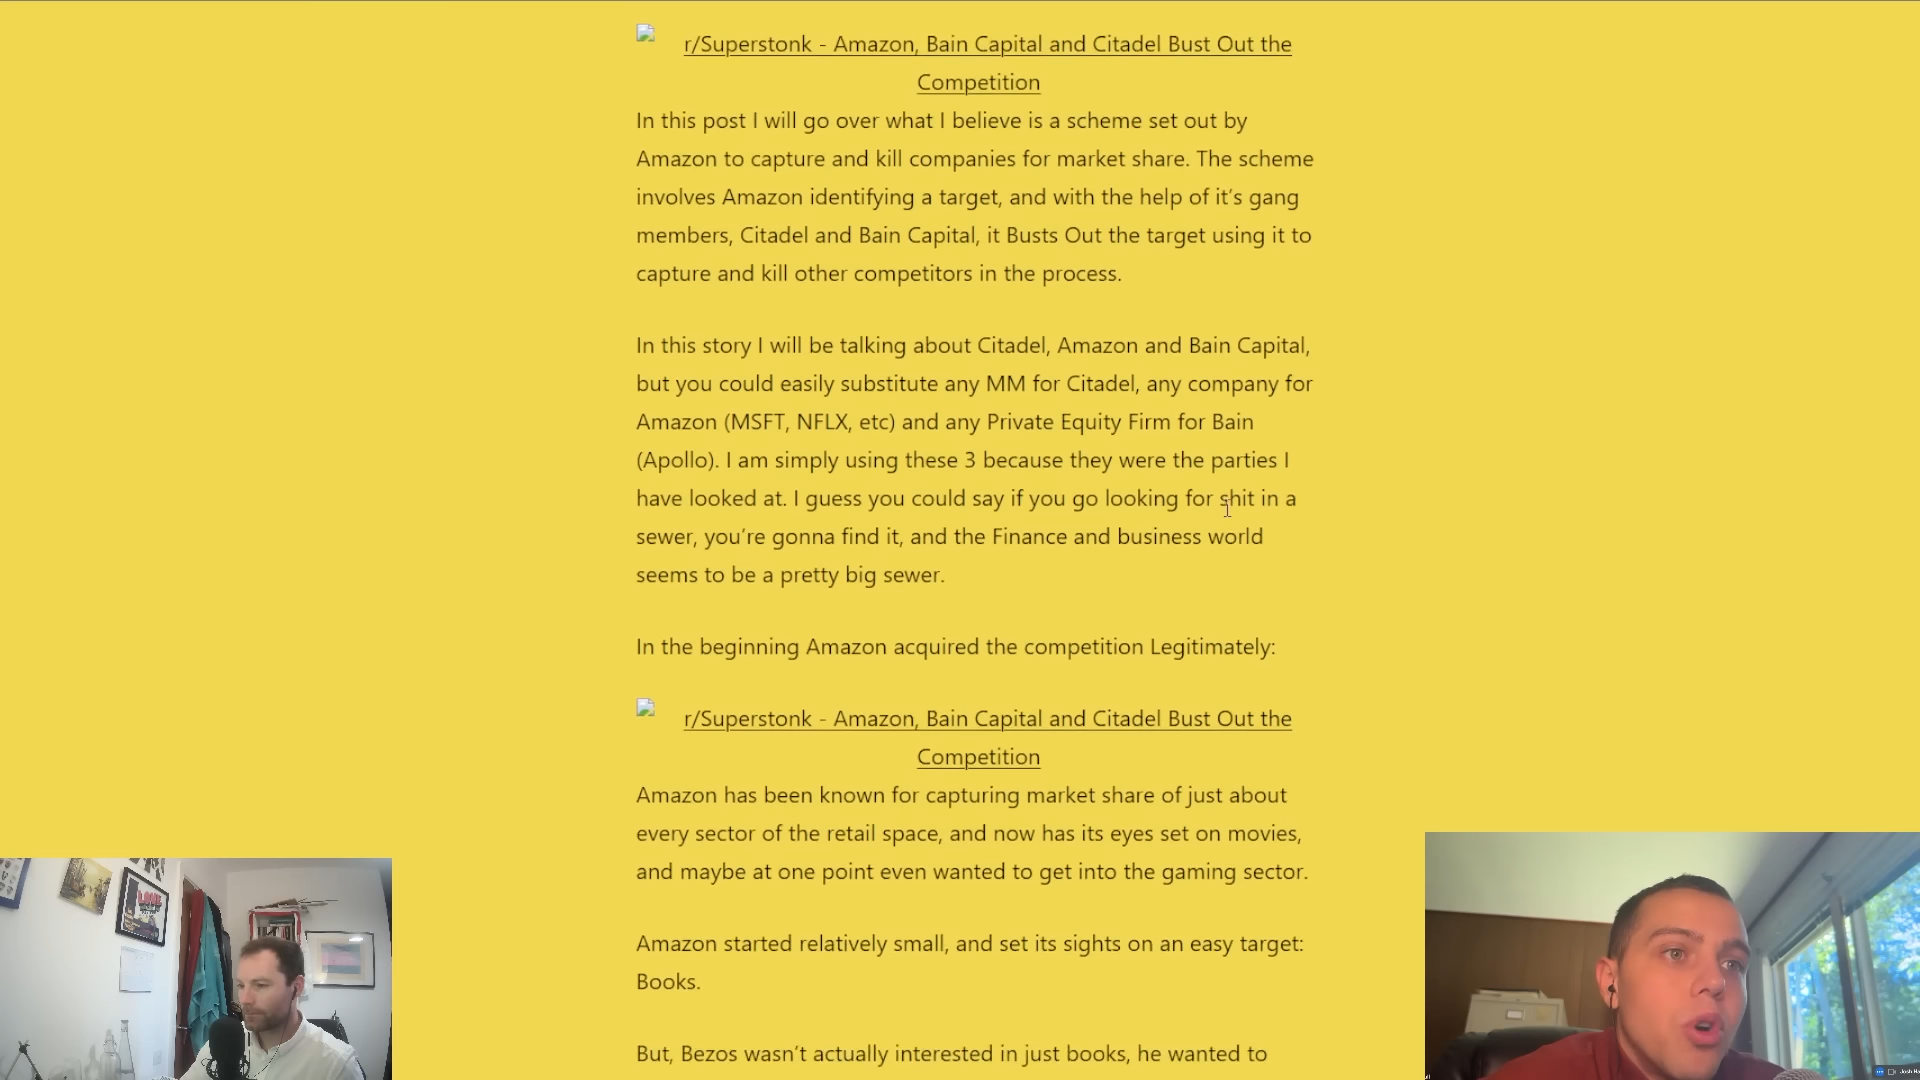 r/Superstonk - Amazon, Bain Capital and Citadel Bust Out the
Competition
In this post I will go over what I believe is a scheme set out by
Amazon to capture and kill companies for market share. The scheme
involves Amazon identifying a target, and with the help of it’s gang
members, Citadel and Bain Capital, it Busts Out the target using it to
capture and kill other competitors in the process.
In this story I will be talking about Citadel, Amazon and Bain Capital,
but you could easily substitute any MM for Citadel, any company for
Amazon (MSFT, NFLX, etc) and any Private Equity Firm for Bain
(Apollo). I am simply using these 3 because they were the parties I
have looked at. I guess you could say if you go looking for shit in a
sewer, you’re gonna find it, and the Finance and business world
seems to be a pretty big sewer.
In the beginning Amazon acquired the competition Legitimately:
r/Superstonk - Amazon, Bain Capital and Citadel Bust Out the
Competition
Amazon has been known for capturing market share of just about
every sector of the retail space, and now has its eyes set on movies,
and maybe at one point even wanted to get into the gaming sector.
Amazon started relatively small, and set its sights on an easy target:
Books.
But, Bezos wasn’t actually interested in just books, he wanted to